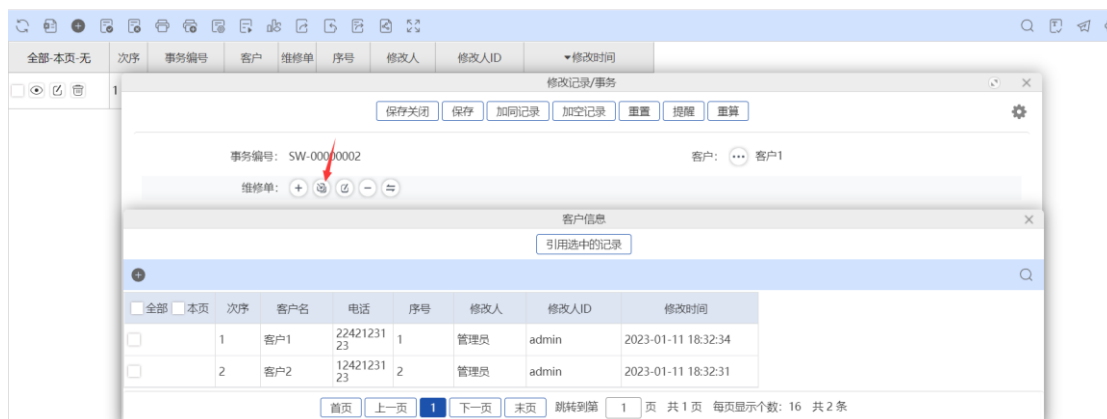 全部-本页-无 次序 事务编号 客户 维修单 序号 修改人 修改人ID ▾修改时间
1
修改记录/事务
保存关闭 保存 加同记录 加空记录 重置 提醒 重算
事务编号： SW-00000002 客户： 客户1
维修单：
客户信息
引用选中的记录
全部 本页 次序 客户名 电话 序号 修改人 修改人ID 修改时间
1 客户1 2242123123 1 管理员 admin 2023-01-11 18:32:34
2 客户2 1242123123 2 管理员 admin 2023-01-11 18:32:31
首页 上一页 1 下一页 末页 跳转到第 1 页 共1页 每页显示个数：16 共2条